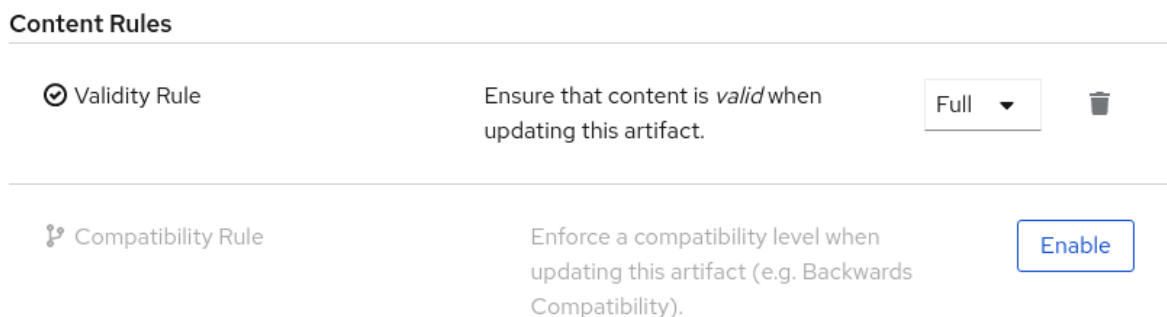 Content Rules
Validity Rule
Ensure that content is valid when
updating this artifact.
Full
Compatibility Rule
Enforce a compatibility level when
updating this artifact (e.g. Backwards
Compatibility).
Enable